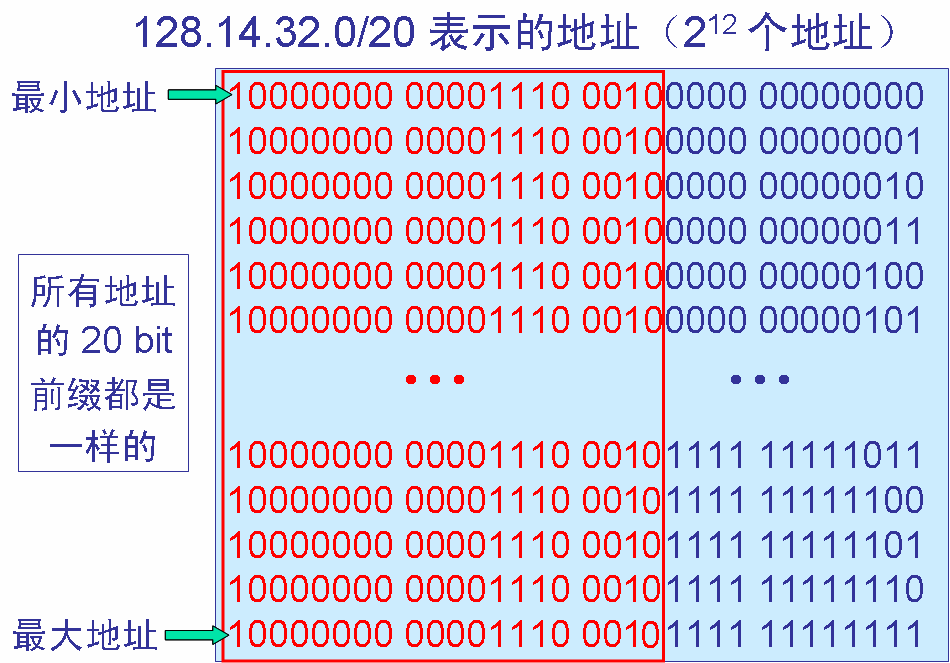 128.14.32.0/20 表示的地址（2¹² 个地址）
最小地址
10000000 00001110 00100000 00000000
10000000 00001110 00100000 00000001
10000000 00001110 00100000 00000010
10000000 00001110 00100000 00000011
10000000 00001110 00100000 00000100
10000000 00001110 00100000 00000101
所有地址
的 20 bit
前缀都是
一样的
••• •••
10000000 00001110 00101111 11111011
10000000 00001110 00101111 11111100
10000000 00001110 00101111 11111101
10000000 00001110 00101111 11111110
最大地址
10000000 00001110 00101111 11111111